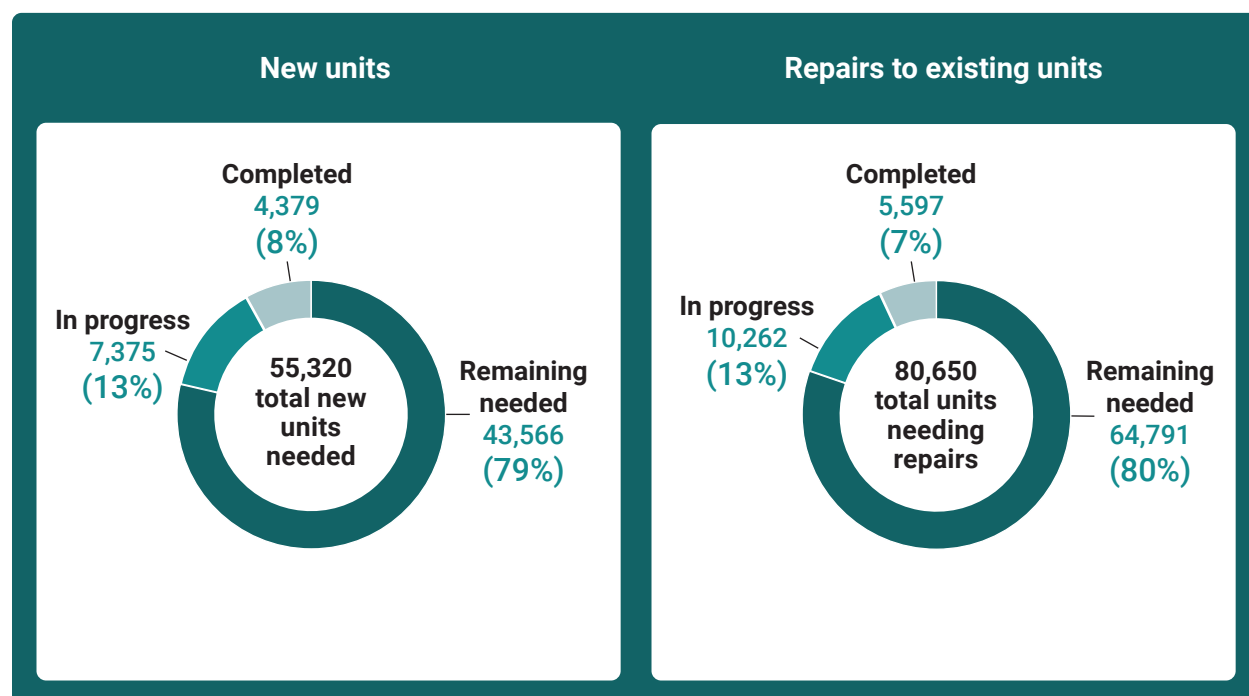 New units
Completed
4,379
(8%)
In progress
7,375
(13%)
55,320
total new
units
needed
Remaining
needed
43,566
(79%)
Repairs to existing units
Completed
5,597
(7%)
In progress
10,262
(13%)
80,650
total units
needing
repairs
Remaining
needed
64,791
(80%)